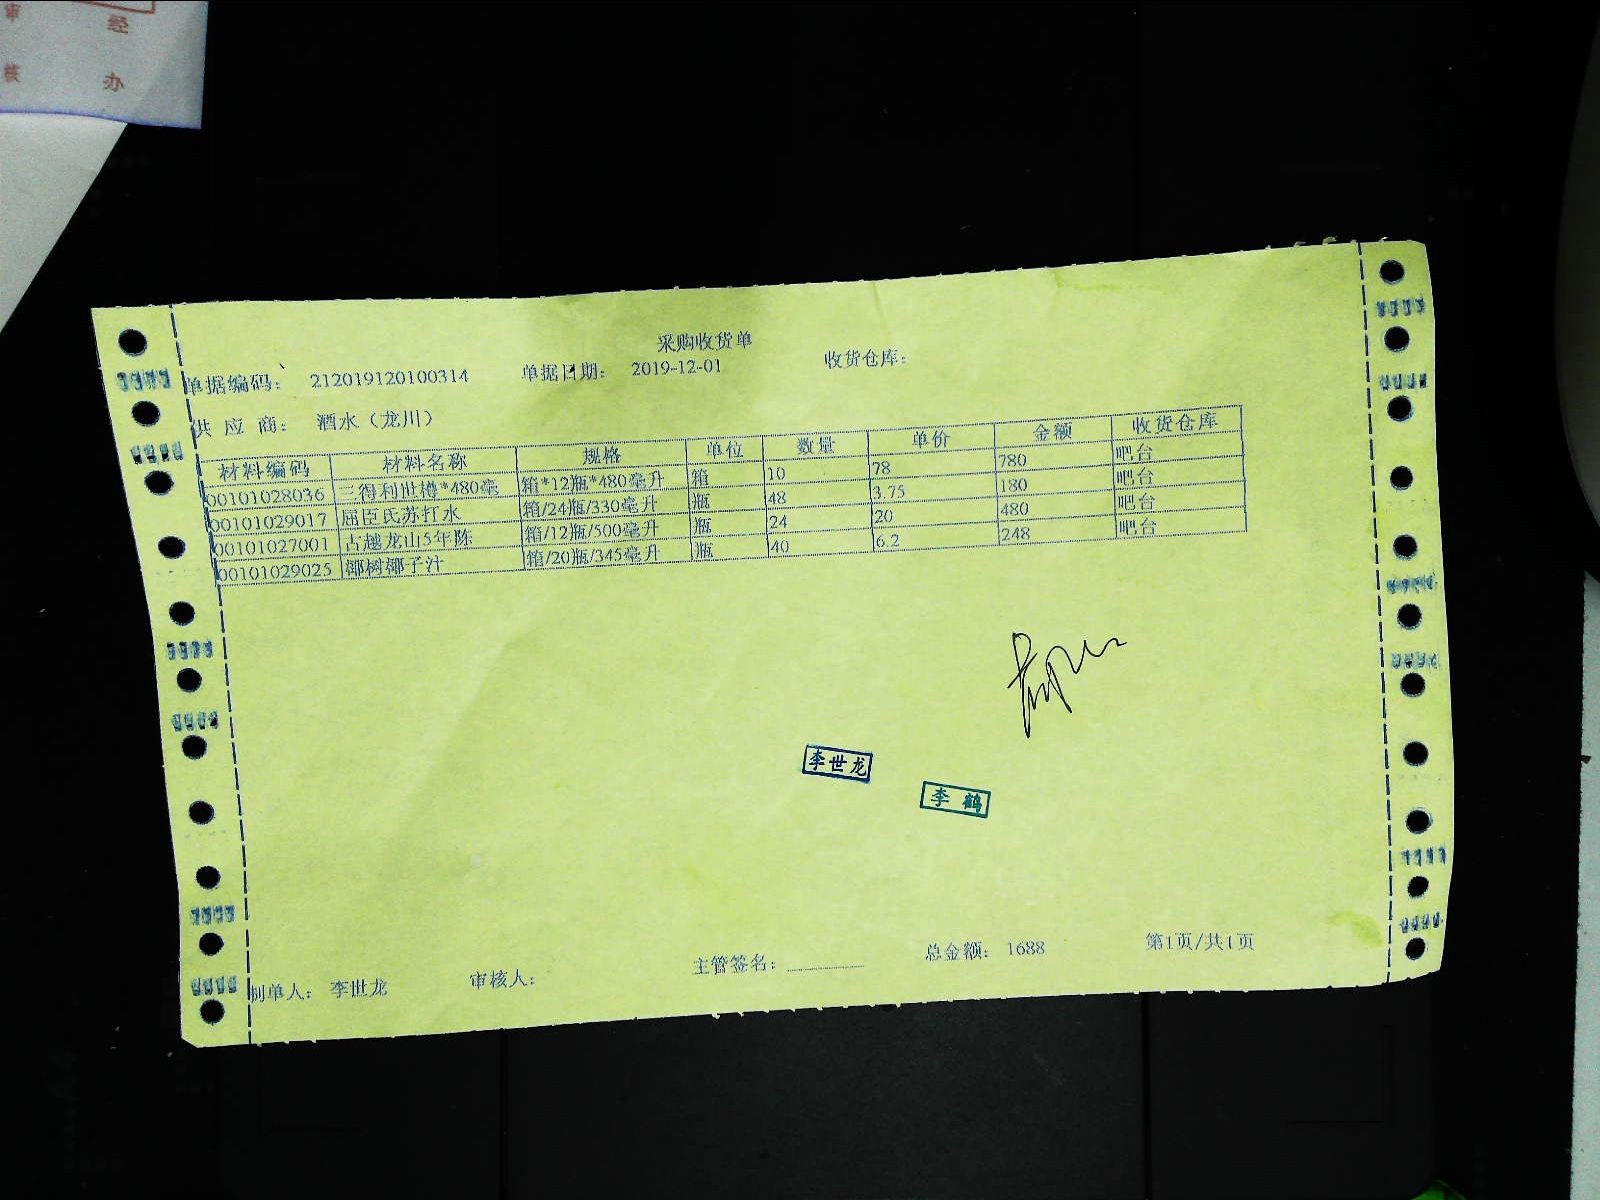 审 经
核 办
采购收货单
单据编码： 212019120100314 单据日期： 2019-12-01 收货仓库：
供 应 商： 酒水（龙川）
材料编码 材料名称 规格 单位 数量 单价 金额 收货仓库
00101028036 三得利世樽*480毫 箱*12瓶*480毫升 箱 10 78 780 吧台
00101029017 屈臣氏苏打水 箱/24瓶/330毫升 瓶 48 3.75 180 吧台
00101027001 古越龙山5年陈 箱/12瓶/500毫升 瓶 24 20 480 吧台
00101029025 椰树椰子汁 箱/20瓶/345毫升 瓶 40 6.2 248 吧台
李世龙
李 鹤
制单人： 李世龙 审核人： 主管签名： 总金额： 1688 第1页/共1页